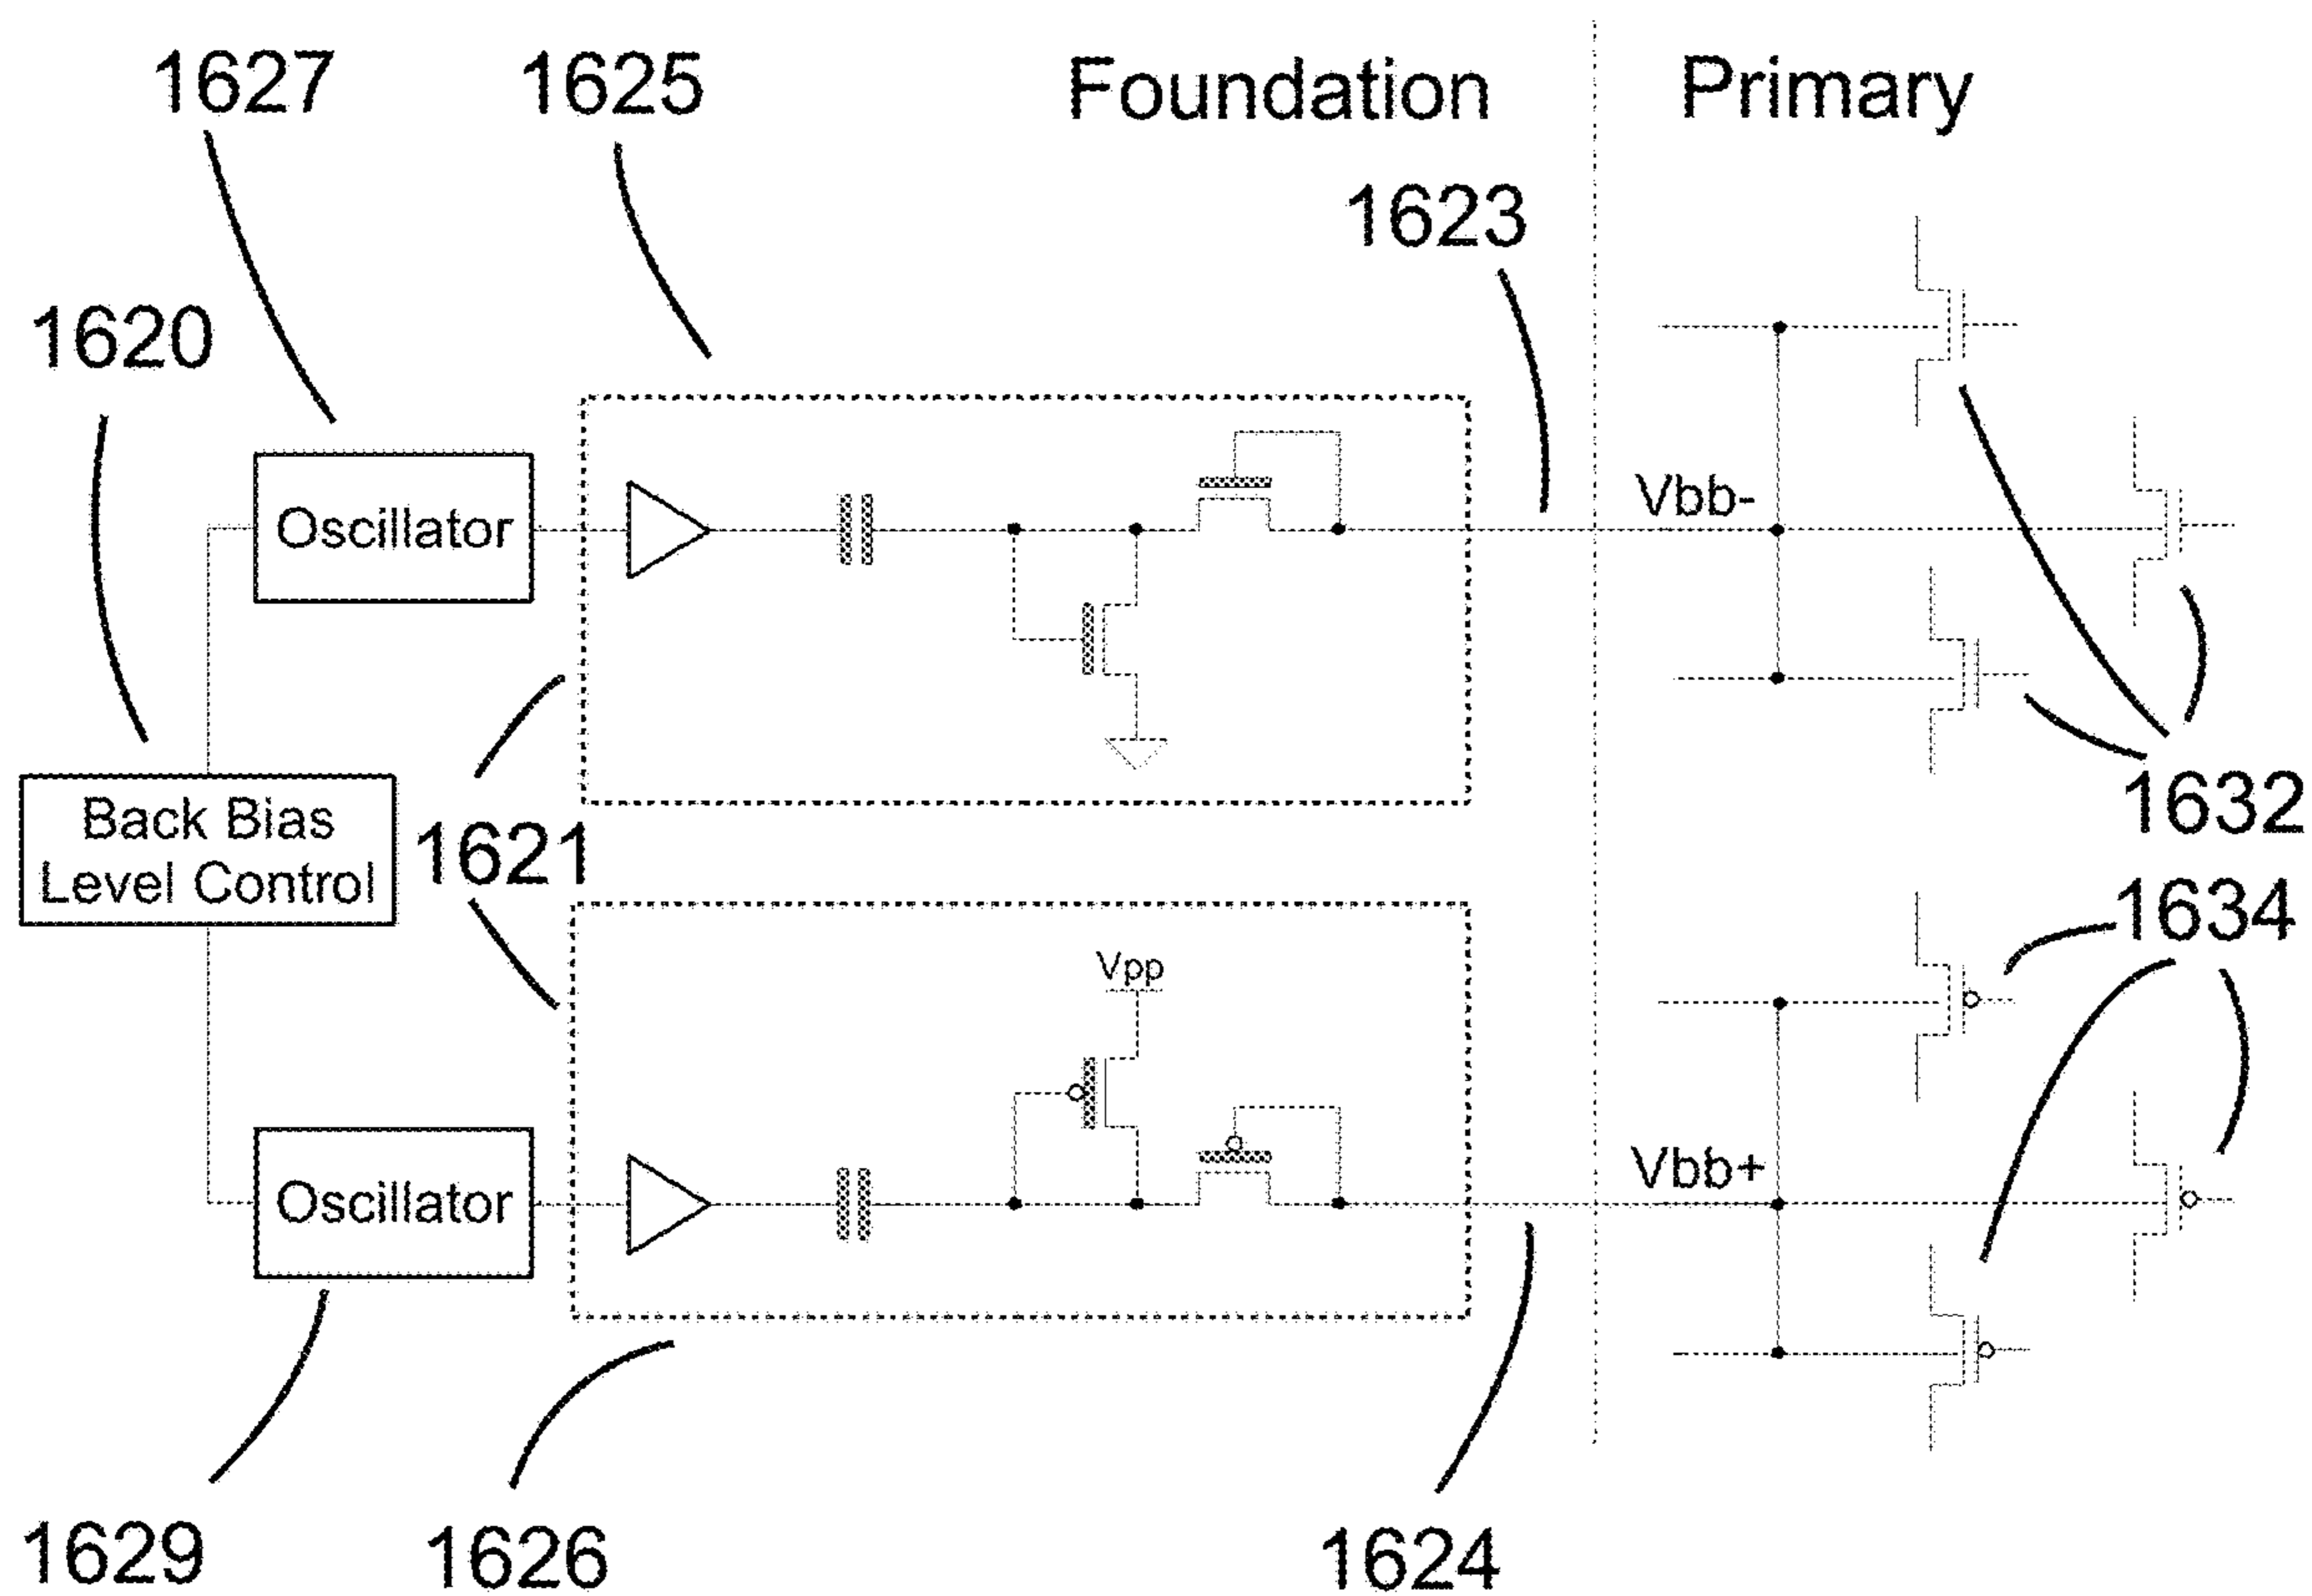 1627
1625
Foundation
Primary
1623
1620
Oscillator
Vbb-
Back Bias
Level Control
1621
1632
1634
Vpp
Oscillator
Vbb+
1629
1626
1624